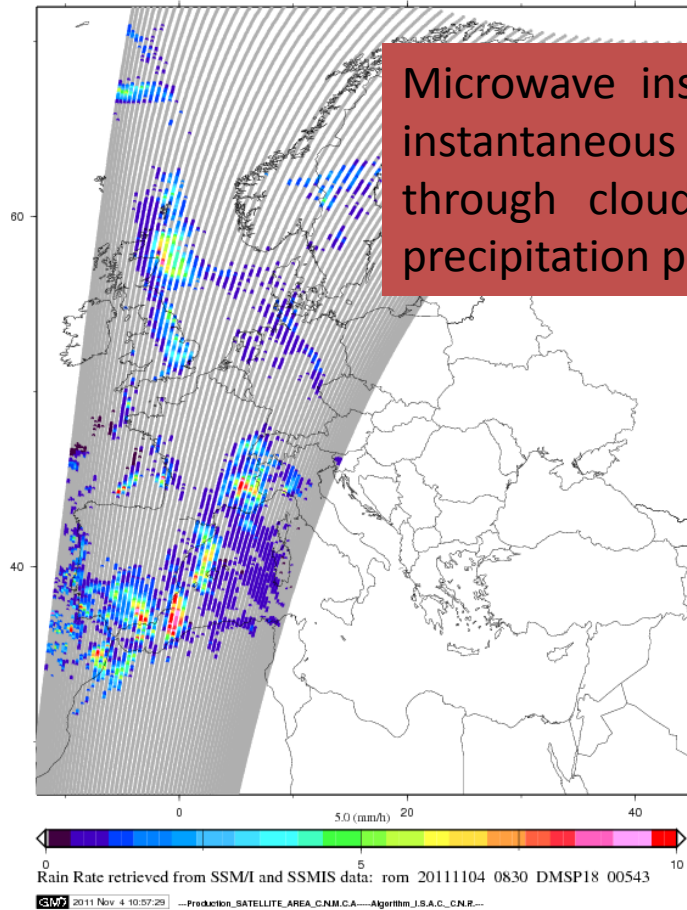 Microwave ins
instantaneous
through cloud
precipitation p
60
40
0
20
40
5.0 (mm/h)
0
5
10
Rain Rate retrieved from SSM/I and SSMIS data: rom 20111104 0830 DMSP18 00543
GMD 2011 Nov 4 10:57:29 ---Production_SATELLITE_AREA_C.N.M.C.A-----Algorithm_I.S.A.C._C.N.R.---